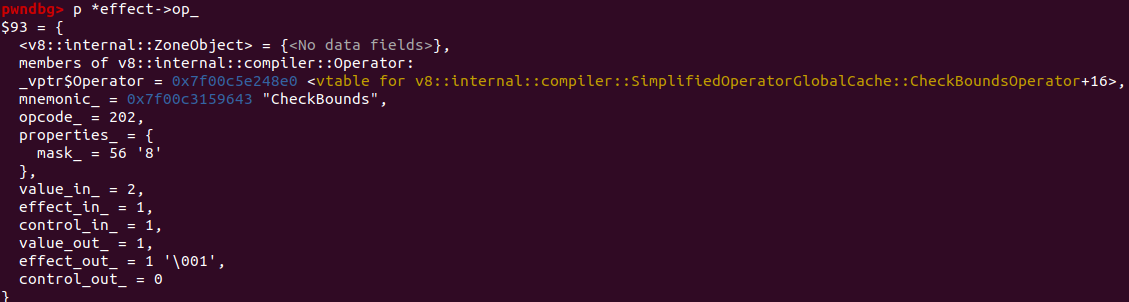 pwndbg> p *effect->op_
$93 = {
  <v8::internal::ZoneObject> = {<No data fields>},
  members of v8::internal::compiler::Operator:
  _vptr$Operator = 0x7f00c5e248e0 <vtable for v8::internal::compiler::SimplifiedOperatorGlobalCache::CheckBoundsOperator+16>,
  mnemonic_ = 0x7f00c3159643 "CheckBounds",
  opcode_ = 202,
  properties_ = {
    mask_ = 56 '8'
  },
  value_in_ = 2,
  effect_in_ = 1,
  control_in_ = 1,
  value_out_ = 1,
  effect_out_ = 1 '\001',
  control_out_ = 0
}